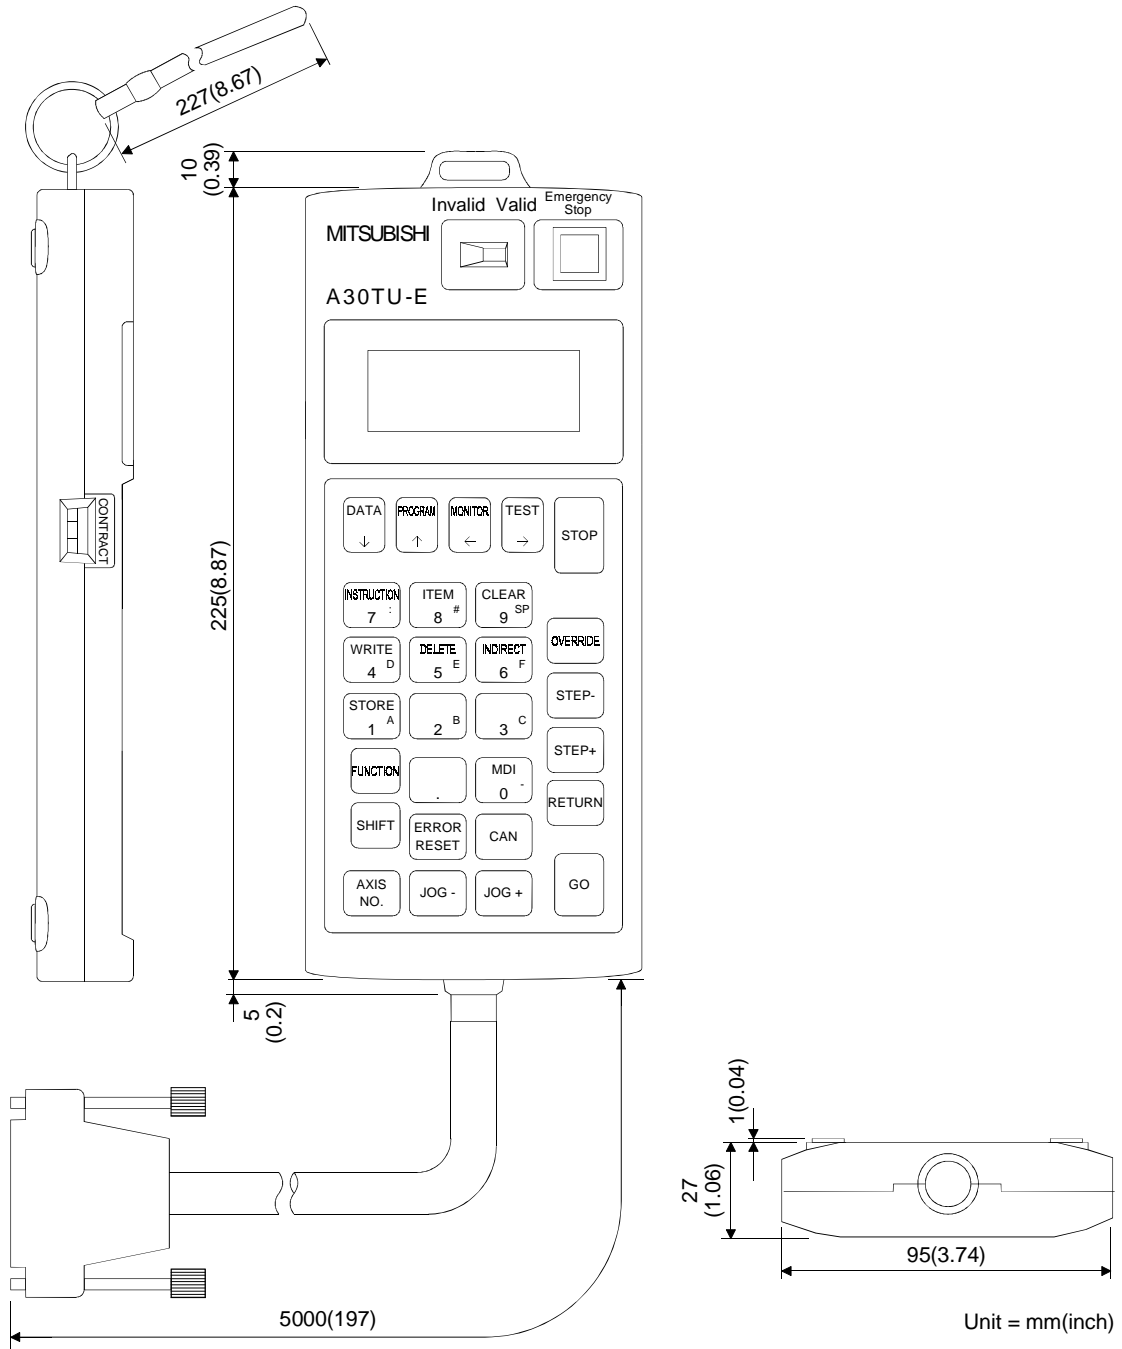 227(8.67)
10
(0.39)
Invalid Valid
Emergency
Stop
MITSUBISHI
A30TU-E
CONTRACT
225(8.87)
DATA
↓
PROGRAM
↑
MONITOR
←
TEST
→
STOP
INSTRUCTION
7 :
ITEM
8 #
CLEAR
9 SP
OVERRIDE
WRITE
4 D
DELETE
5 E
INDIRECT
6 F
STEP-
STORE
1 A
2 B
3 C
STEP+
FUNCTION
.
MDI
0 -
RETURN
SHIFT
ERROR
RESET
CAN
AXIS
NO.
JOG -
JOG +
GO
5
(0.2)
1(0.04)
27
(1.06)
95(3.74)
5000(197)
Unit = mm(inch)